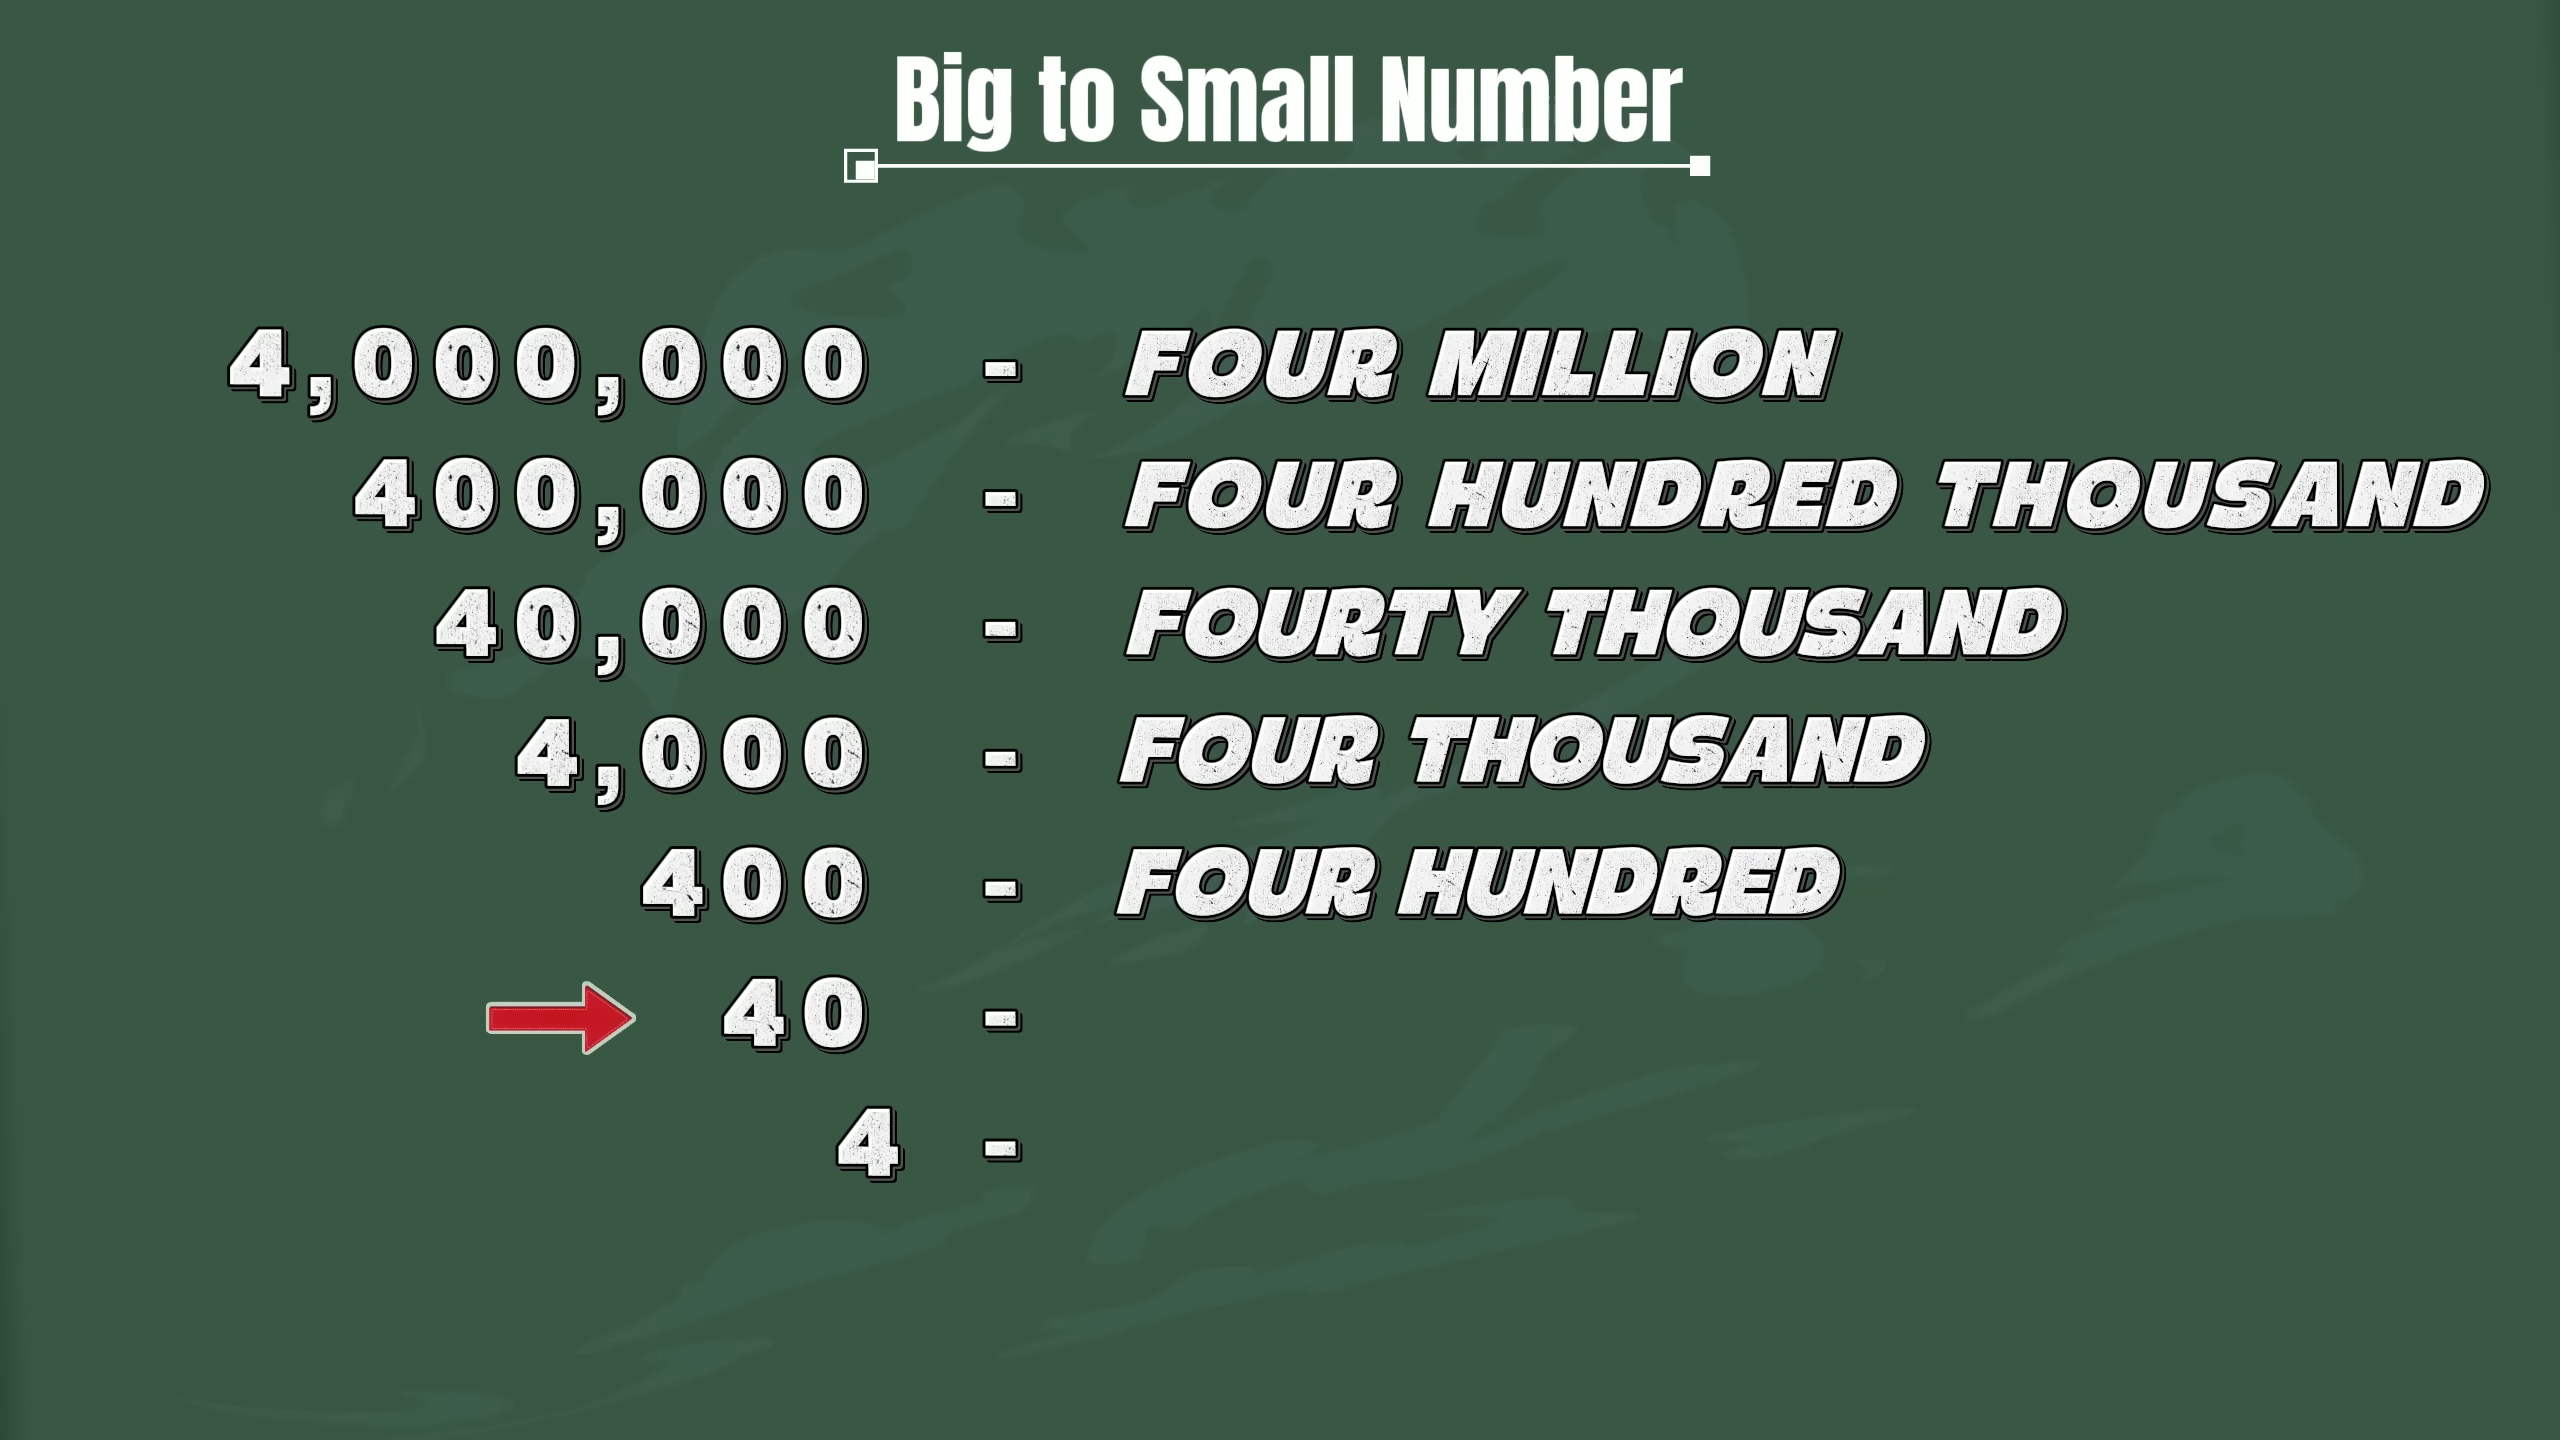 Big to Small Number
4,000,000 - FOUR MILLION
400,000 - FOUR HUNDRED THOUSAND
40,000 - FOURTY THOUSAND
4,000 - FOUR THOUSAND
400 - FOUR HUNDRED
40 -
4 -